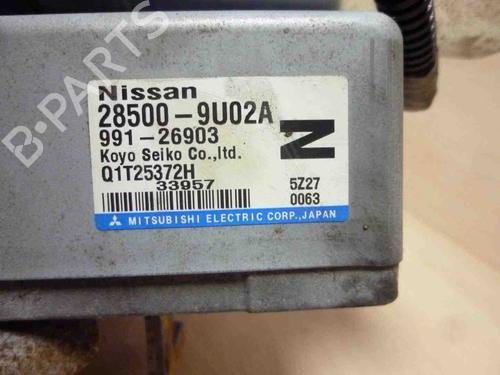 B-PARTS
Nissan
28500-9U02A
991-26903
Koyo Seiko Co.,ltd.
N
Q1T25372H
33957
5Z27
0063
MITSUBISHI ELECTRIC CORP.,JAPAN